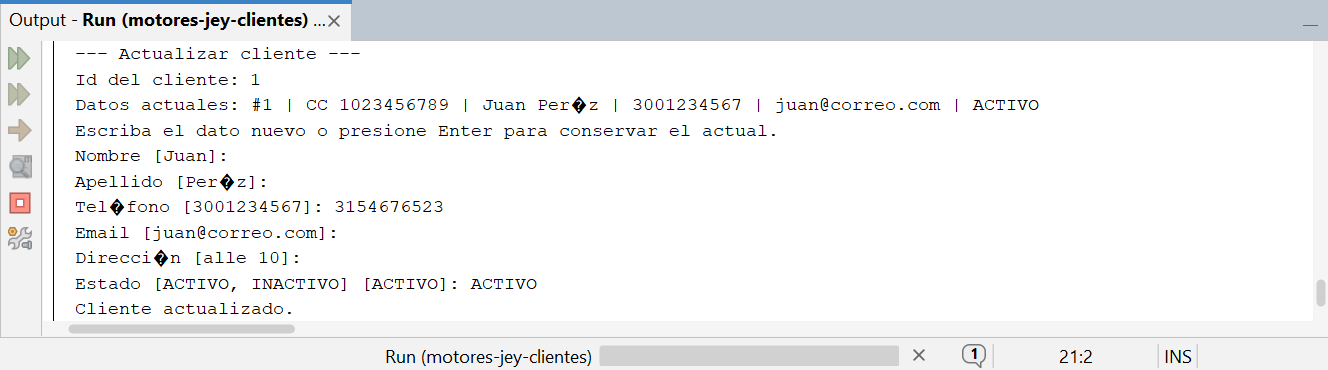 Output - Run (motores-jey-clientes) ...
--- Actualizar cliente ---
Id del cliente: 1
Datos actuales: #1 | CC 1023456789 | Juan Per�z | 3001234567 | juan@correo.com | ACTIVO
Escriba el dato nuevo o presione Enter para conservar el actual.
Nombre [Juan]:
Apellido [Per�z]:
Tel�fono [3001234567]: 3154676523
Email [juan@correo.com]:
Direcci�n [alle 10]:
Estado [ACTIVO, INACTIVO] [ACTIVO]: ACTIVO
Cliente actualizado.
Run (motores-jey-clientes) 1 21:2 INS